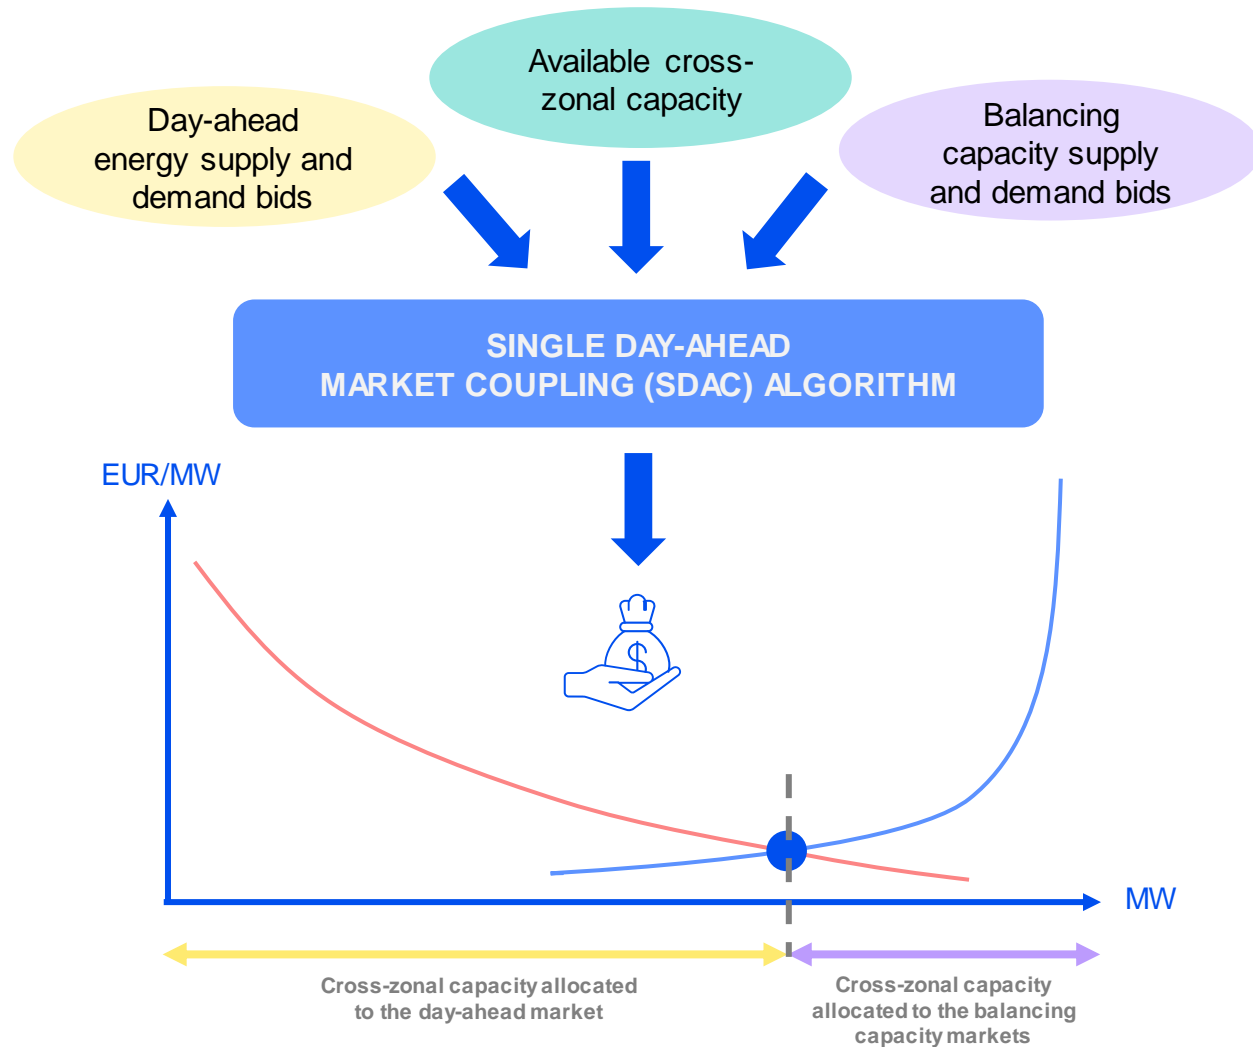 Available cross-
zonal capacity
Day-ahead
energy supply and
demand bids
Balancing
capacity supply
and demand bids
SINGLE DAY-AHEAD
MARKET COUPLING (SDAC) ALGORITHM
EUR/MW
$
MW
Cross-zonal capacity allocated
to the day-ahead market
Cross-zonal capacity
allocated to the balancing
capacity markets